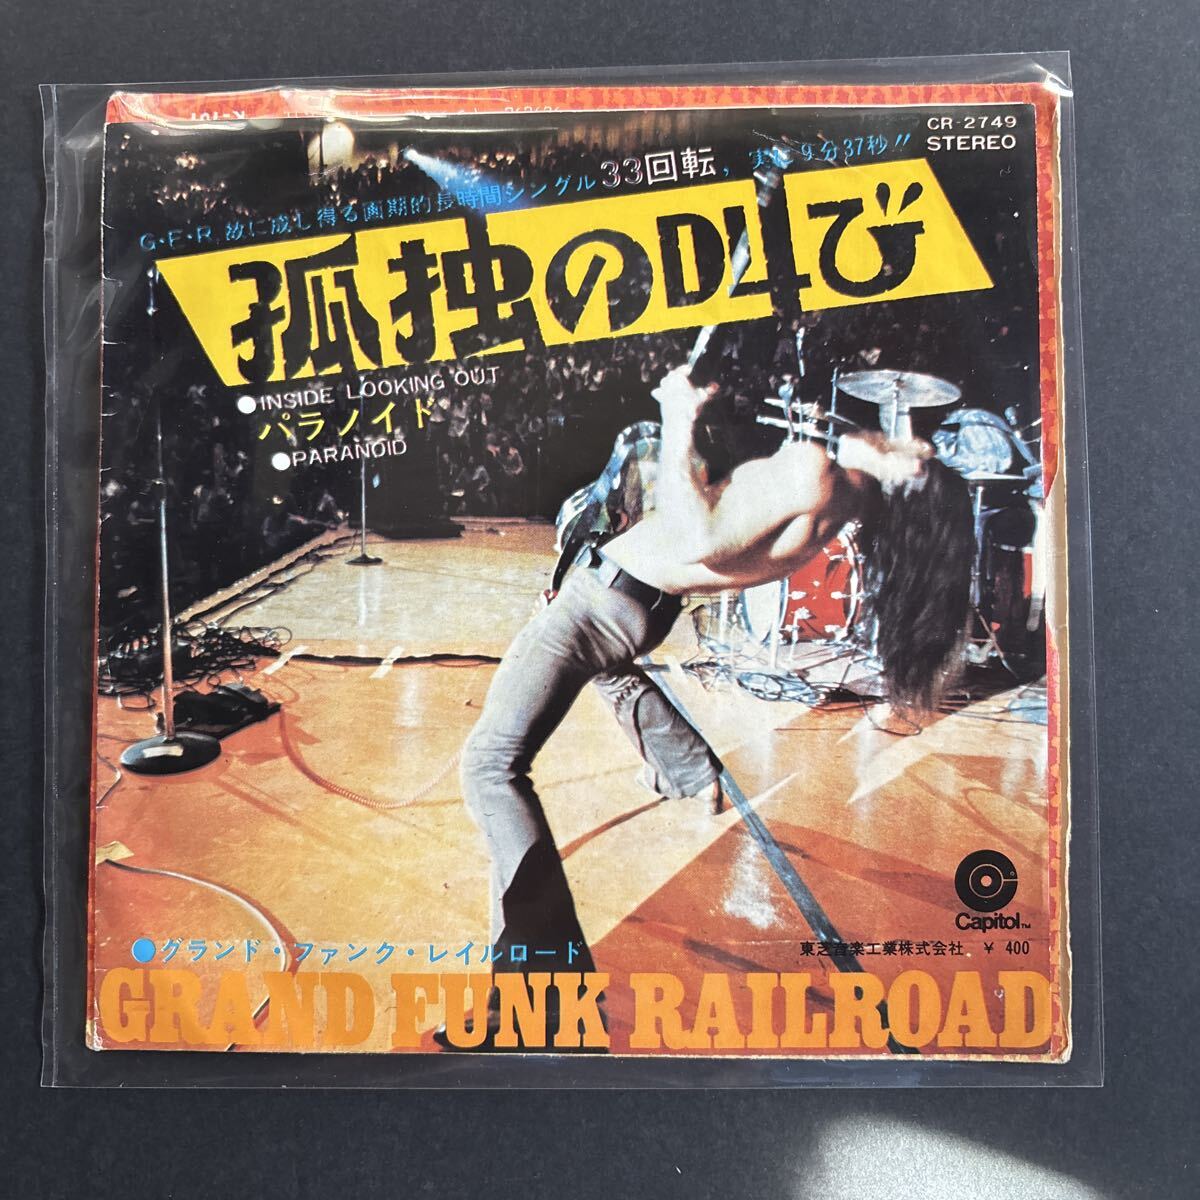 CR-2749
STEREO
G・F・R 故に成し得る画期的長時間シングル33回転，実に9分37秒!!
孤独の叫び
●INSIDE LOOKING OUT
パラノイド
●PARANOID
Capitol™
東芝音楽工業株式会社 ￥400
●グランド・ファンク・レイルロード
GRAND FUNK RAILROAD